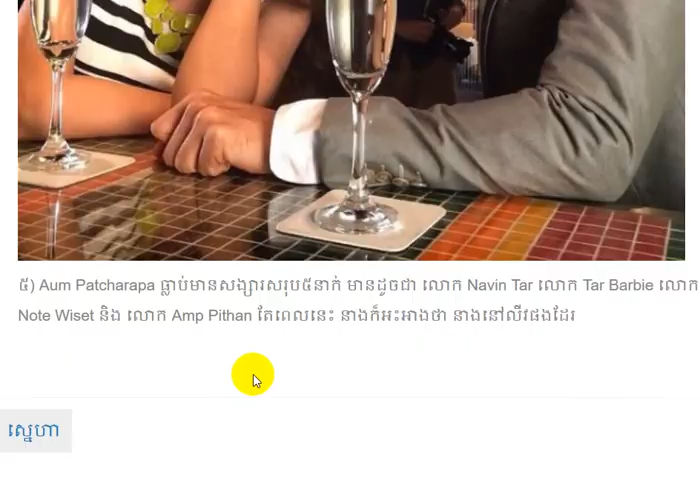 ៥) Aum Patcharapa ធ្លាប់មានសង្សារសរុប៥នាក់ មានដូចជា លោក Navin Tar លោក Tar Barbie លោក
Note Wiset និង លោក Amp Pithan តែពេលនេះ នាងក៏អះអាងថា នាងនៅលីវផងដែរ
ស្នេហា